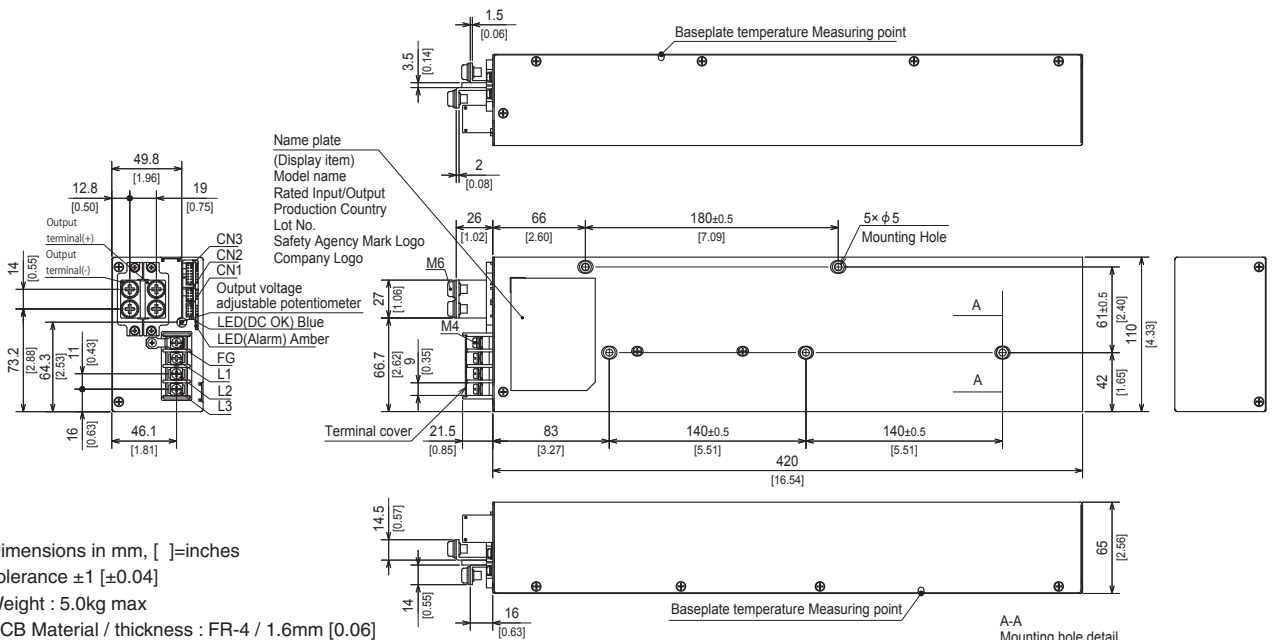 1.5
[0.06]
Baseplate temperature Measuring point
3.5
[0.14]
2
[0.08]
Name plate
(Display item)
Model name
Rated Input/Output
Production Country
Lot No.
Safety Agency Mark Logo
Company Logo
49.8
[1.96]
12.8
[0.50]
19
[0.75]
Output
terminal(+)
Output
terminal(-)
14
[0.55]
73.2
[2.88]
64.3
[2.53]
11
[0.43]
16
[0.63]
46.1
[1.81]
CN3
CN2
CN1
Output voltage
adjustable potentiometer
LED(DC OK) Blue
LED(Alarm) Amber
FG
L1
L2
L3
26
[1.02]
66
[2.60]
180±0.5
[7.09]
5×φ5
Mounting Hole
M6
27
[1.06]
M4
66.7
[2.62]
9
[0.35]
A
A
61±0.5
[2.40]
110
[4.33]
42
[1.65]
Terminal cover
21.5
[0.85]
83
[3.27]
140±0.5
[5.51]
140±0.5
[5.51]
420
[16.54]
14.5
[0.57]
14
[0.55]
16
[0.63]
Baseplate temperature Measuring point
65
[2.56]
imensions in mm, [ ]=inches
olerance ±1 [±0.04]
Weight : 5.0kg max
CB Material / thickness : FR-4 / 1.6mm [0.06]
A-A
Mounting hole detail